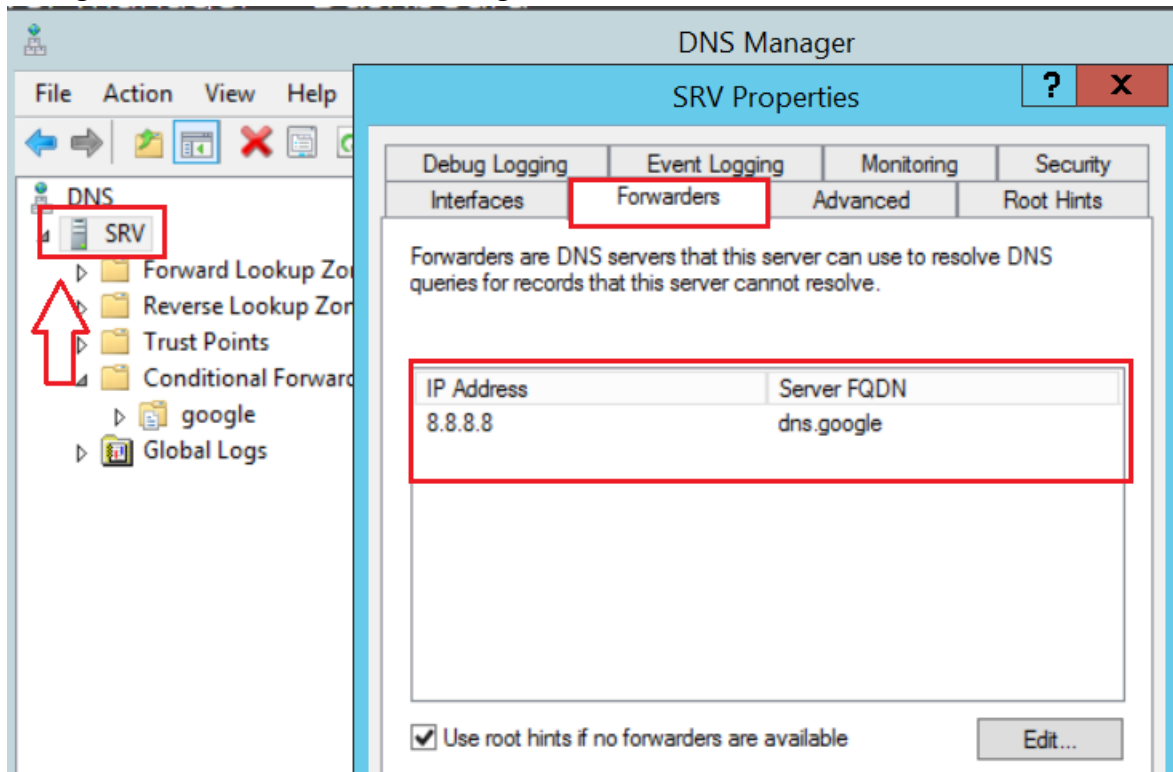 DNS Manager
File Action View Help
SRV Properties
? X
Debug Logging Event Logging Monitoring Security
Interfaces Forwarders Advanced Root Hints
DNS
SRV
Forward Lookup Zo
Reverse Lookup Zor
Trust Points
Conditional Forward
google
Global Logs
Forwarders are DNS servers that this server can use to resolve DNS
queries for records that this server cannot resolve.
IP Address Server FQDN
8.8.8.8 dns.google
Use root hints if no forwarders are available Edit...